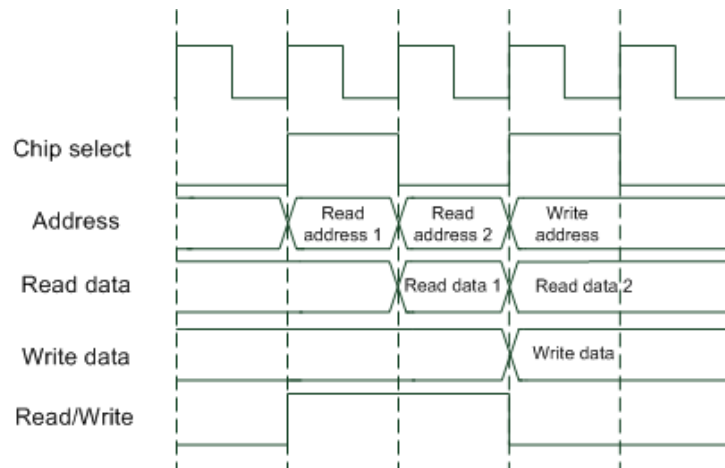 Chip select
Address
Read
address 1
Read
address 2
Write
address
Read data
Read data 1
Read data 2
Write data
Write data
Read/Write